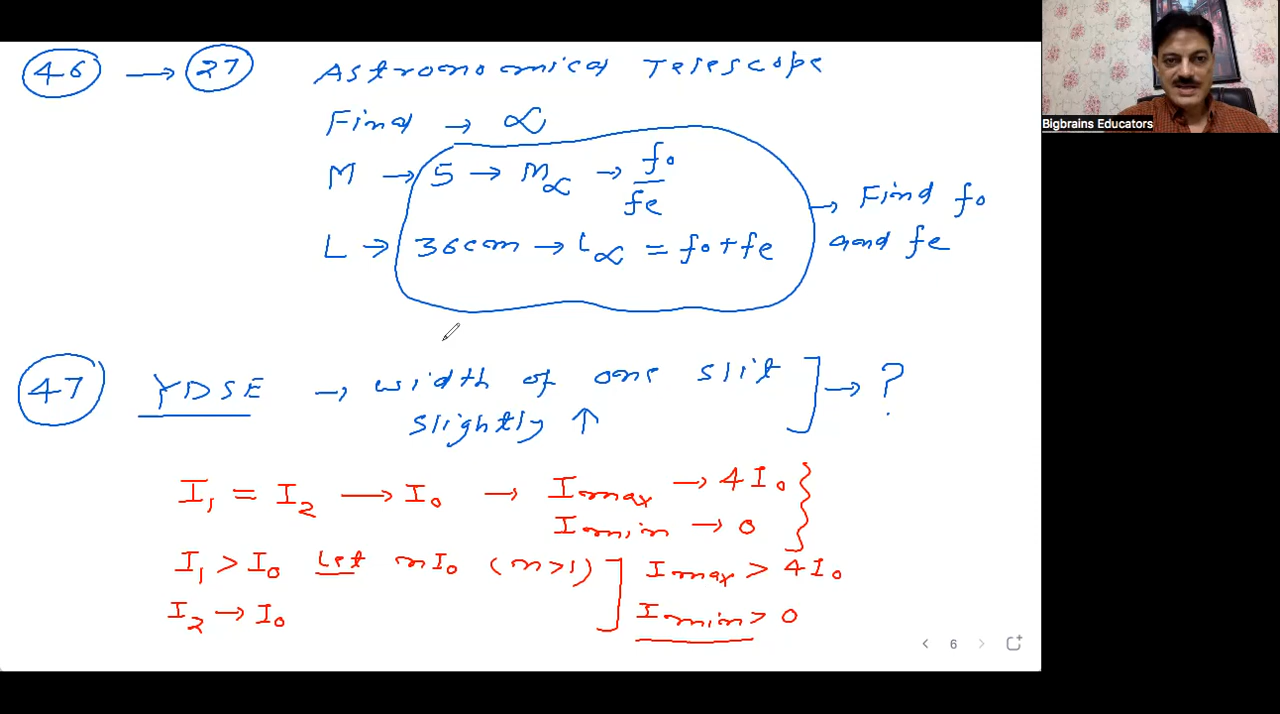 46 → 27 Astronomical Telescope
Find → ∝
M → 5 → M∝ → fo/fe
L → 36cm → L∝ = fo+fe
→ Find fo
and fe
47 YDSE → width of one slit
slightly ↑ ] → ?
I1 = I2 → I0 → Imax → 4I0
Imin → 0
I1 > I0 Let nI0 (n>1) ] Imax > 4I0
I2 → I0 Imin > 0
6
Bigbrains Educators